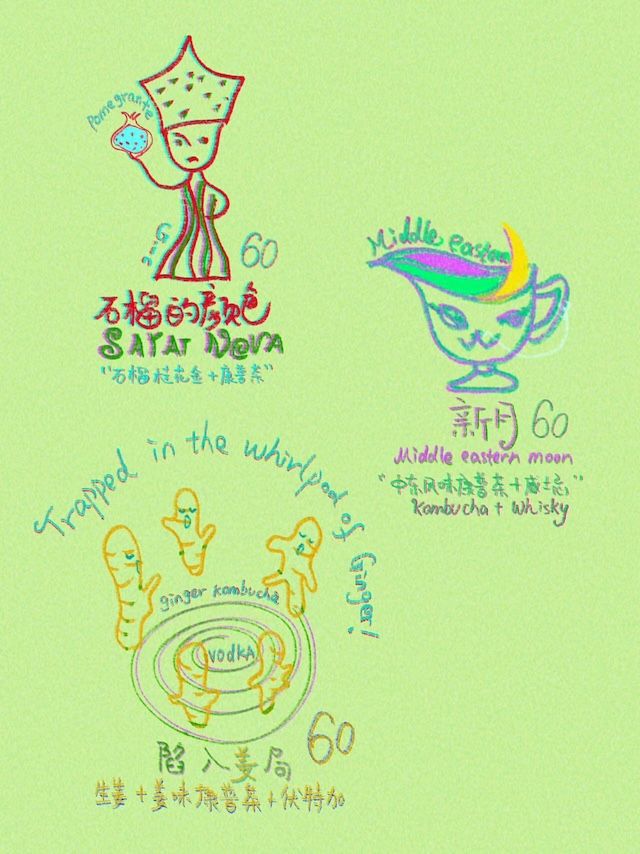 Pomegrante
Gin
60
石榴的颜色
SAYAT NOVA
"石榴桂花金+康普茶"
Middle eastern
新月 60
Middle eastern moon
"中东风味康普茶+威士忌"
Kombucha + Whisky
Trapped in the whirlpool of Ginger!
ginger kombucha
VODKA
60
陷入姜局
生姜+姜味康普茶+伏特加